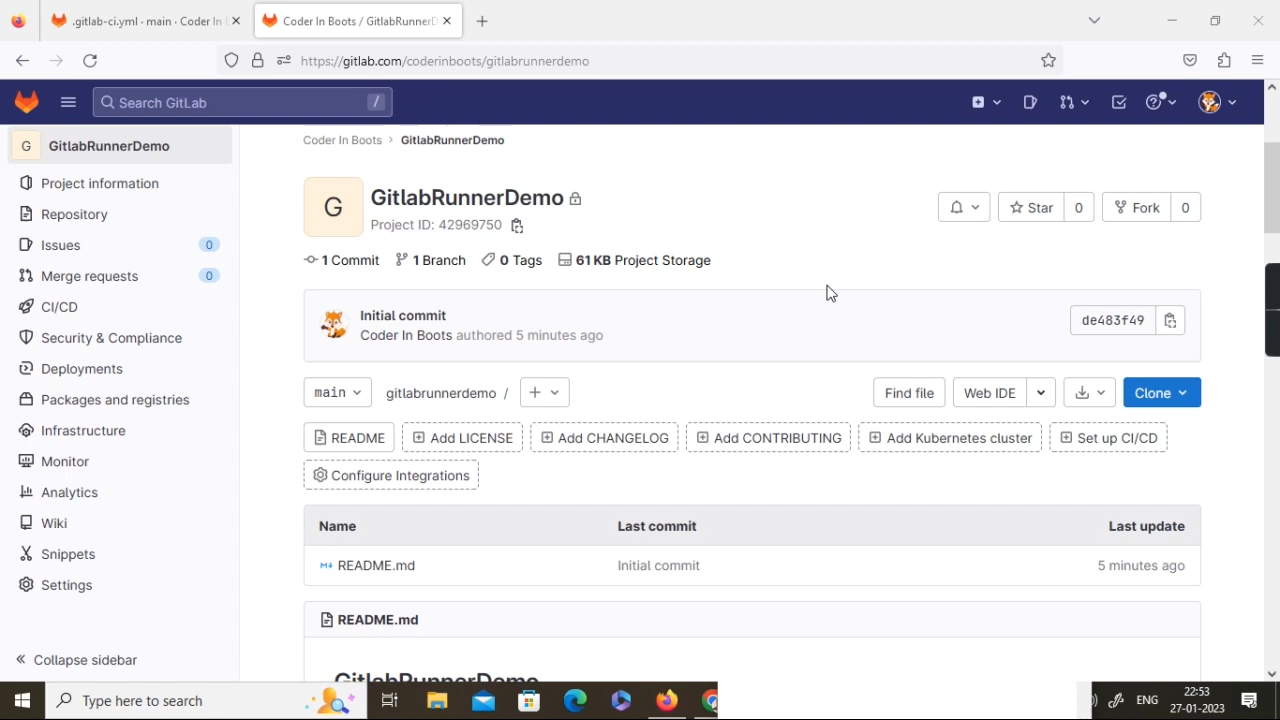 .gitlab-ci.yml · main · Coder In
Coder In Boots / GitlabRunnerD
https://gitlab.com/coderinboots/gitlabrunnerdemo
Search GitLab /
G GitlabRunnerDemo
Project information
Repository
Issues 0
Merge requests 0
CI/CD
Security & Compliance
Deployments
Packages and registries
Infrastructure
Monitor
Analytics
Wiki
Snippets
Settings
Collapse sidebar
Coder In Boots > GitlabRunnerDemo
G
GitlabRunnerDemo
Project ID: 42969750
Star 0 Fork 0
1 Commit 1 Branch 0 Tags 61 KB Project Storage
Initial commit
Coder In Boots authored 5 minutes ago
de483f49
main gitlabrunnerdemo / + Find file Web IDE Clone
README Add LICENSE Add CHANGELOG Add CONTRIBUTING Add Kubernetes cluster Set up CI/CD
Configure Integrations
Name Last commit Last update
README.md Initial commit 5 minutes ago
README.md
GitlabRunnerDemo
Type here to search
ENG
22:53
27-01-2023